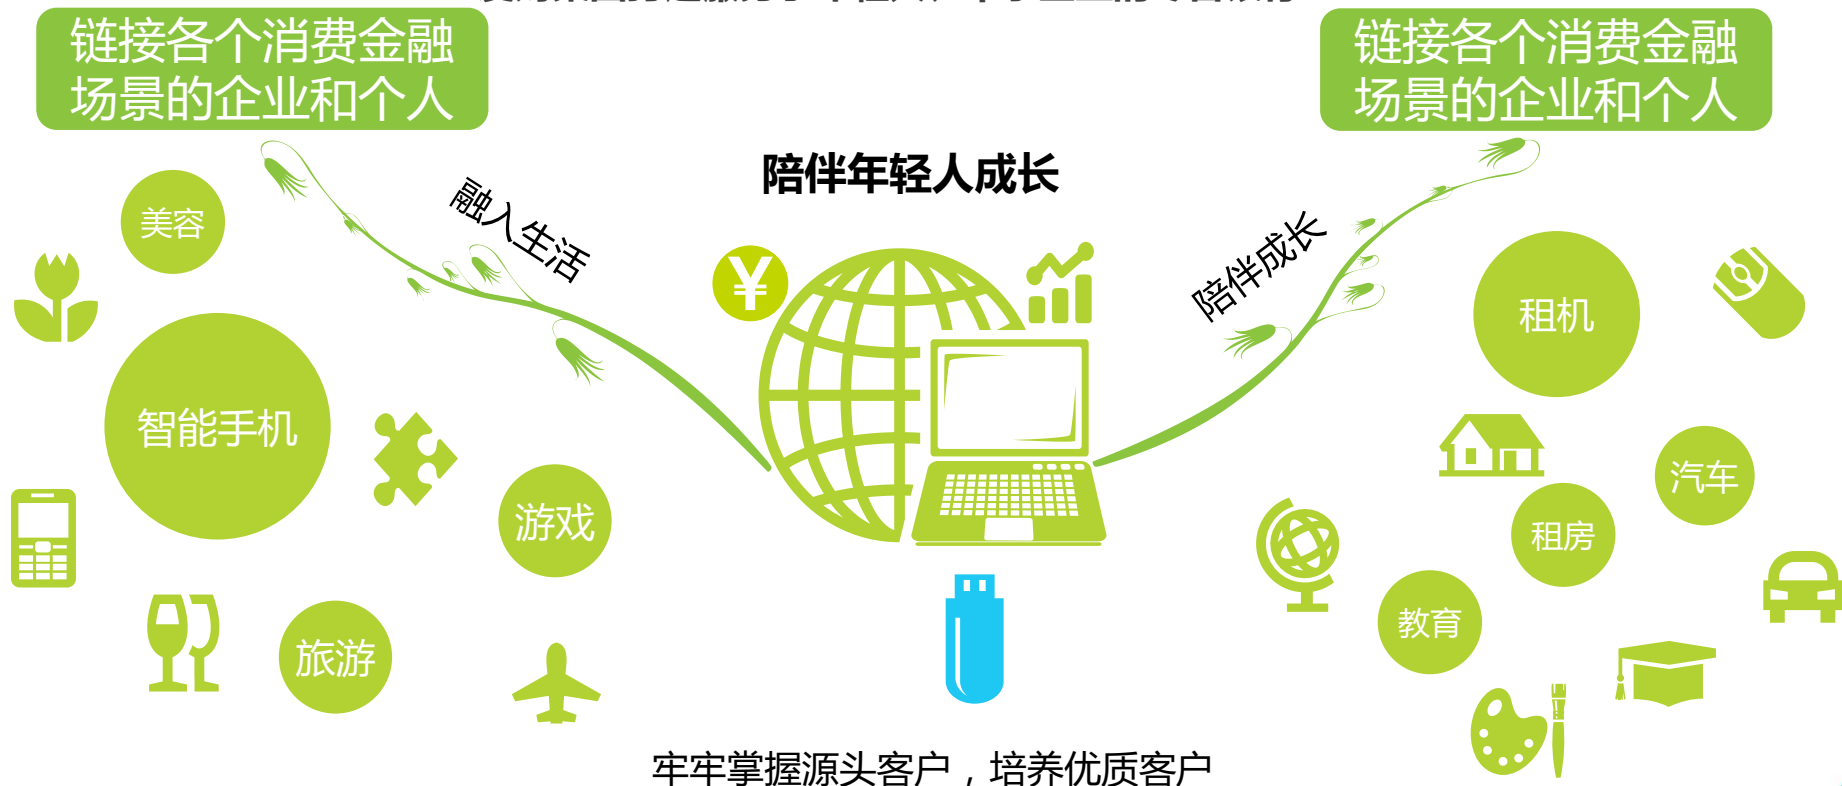 链接各个消费金融
场景的企业和个人
链接各个消费金融
场景的企业和个人
陪伴年轻人成长
融入生活
陪伴成长
¥
美容
智能手机
游戏
旅游
租机
汽车
租房
教育
牢牢掌握源头客户，培养优质客户